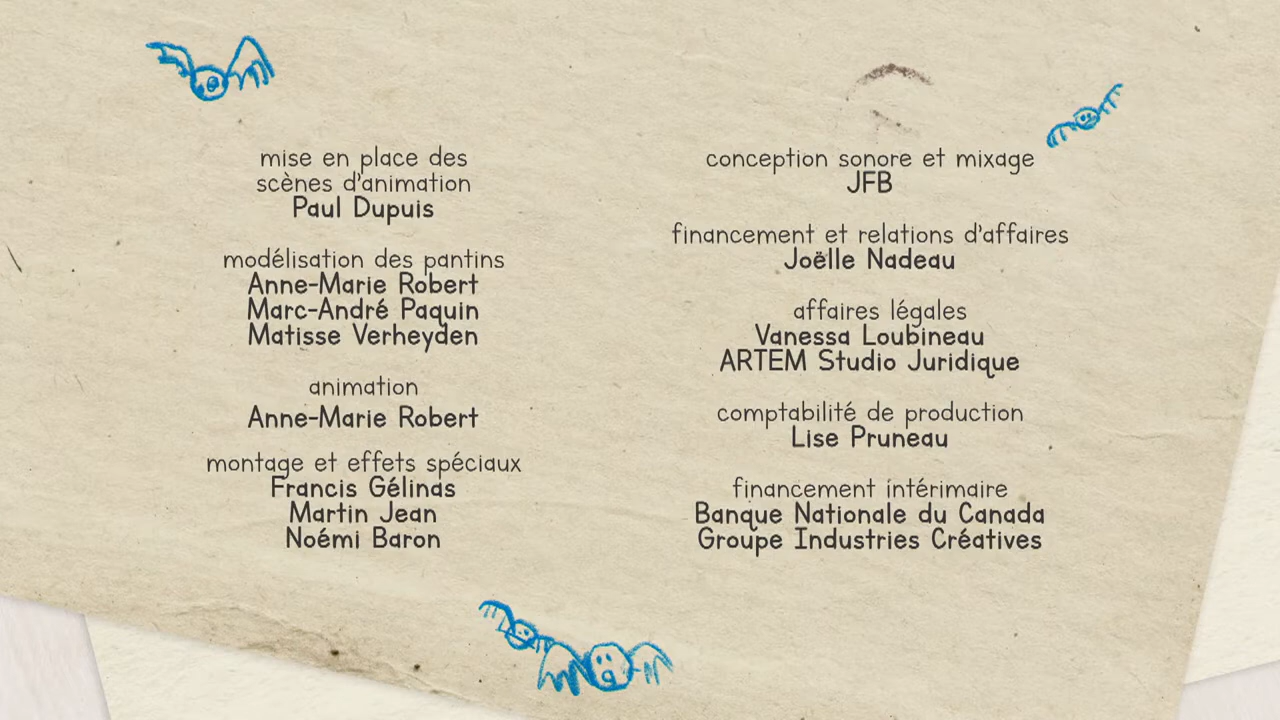 mise en place des
scènes d'animation
Paul Dupuis
modélisation des pantins
Anne-Marie Robert
Marc-André Paquin
Matisse Verheyden
animation
Anne-Marie Robert
montage et effets spéciaux
Francis Gélinas
Martin Jean
Noémi Baron
conception sonore et mixage
JFB
financement et relations d'affaires
Joëlle Nadeau
affaires légales
Vanessa Loubineau
ARTEM Studio Juridique
comptabilité de production
Lise Pruneau
financement intérimaire
Banque Nationale du Canada
Groupe Industries Créatives